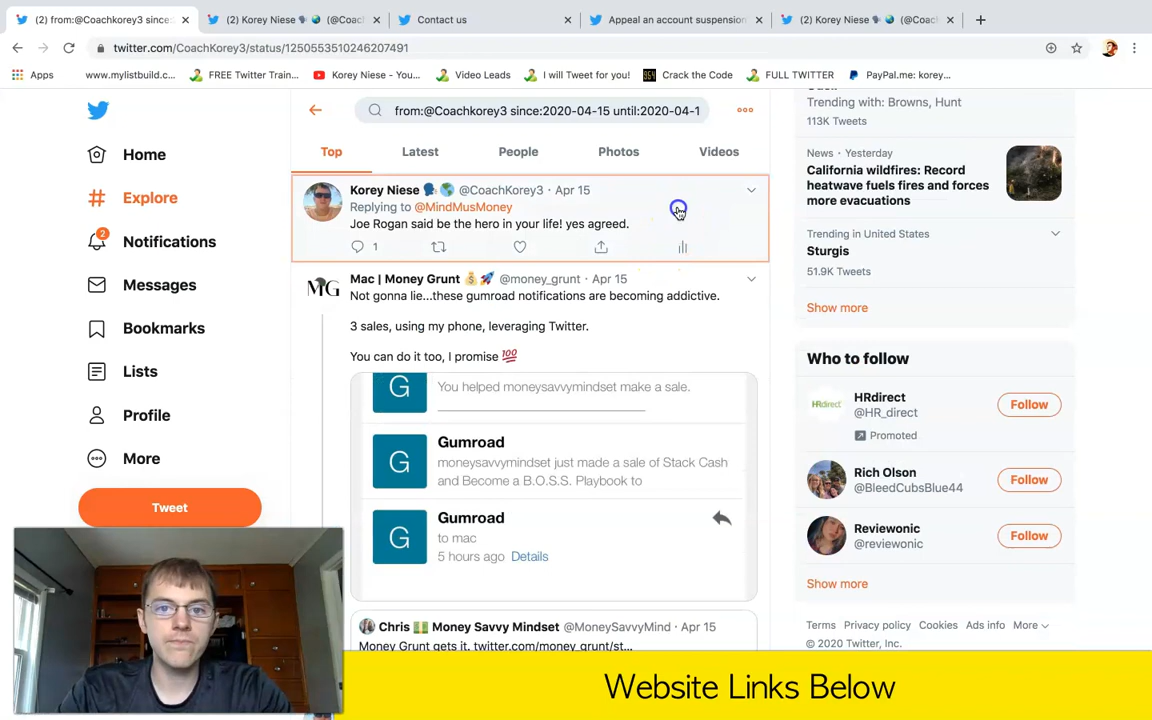 (2) from:@Coachkorey3 since:
(2) Korey Niese (@Coac
Contact us
Appeal an account suspension
(2) Korey Niese (@Coac
twitter.com/CoachKorey3/status/1250553510246207491
Apps
www.mylistbuild.c...
FREE Twitter Train...
Korey Niese - You...
Video Leads
I will Tweet for you!
Crack the Code
FULL TWITTER
PayPal.me: korey...
from:@Coachkorey3 since:2020-04-15 until:2020-04-1
Top
Latest
People
Photos
Videos
Home
Explore
2
Notifications
Messages
Bookmarks
Lists
Profile
More
Tweet
Korey Niese 🗣️🌎 @CoachKorey3 · Apr 15
Replying to @MindMusMoney
Joe Rogan said be the hero in your life! yes agreed.
1
Mac | Money Grunt 💰🚀 @money_grunt · Apr 15
Not gonna lie...these gumroad notifications are becoming addictive.
3 sales, using my phone, leveraging Twitter.
You can do it too, I promise 💯
MG
G
You helped moneysavvymindset make a sale.
G
Gumroad
moneysavvymindset just made a sale of Stack Cash
and Become a B.O.S.S. Playbook to
G
Gumroad
to mac
5 hours ago Details
Chris 💵 Money Savvy Mindset @MoneySavvyMind · Apr 15
Money Grunt gets it. twitter.com/money_grunt/st...
Trending with: Browns, Hunt
113K Tweets
News · Yesterday
California wildfires: Record
heatwave fuels fires and forces
more evacuations
Trending in United States
Sturgis
51.9K Tweets
Show more
Who to follow
HRdirect
HRdirect
@HR_direct
Promoted
Follow
Rich Olson
@BleedCubsBlue44
Follow
Reviewonic
@reviewonic
Follow
Show more
Terms Privacy policy Cookies Ads info More
© 2020 Twitter, Inc.
Website Links Below